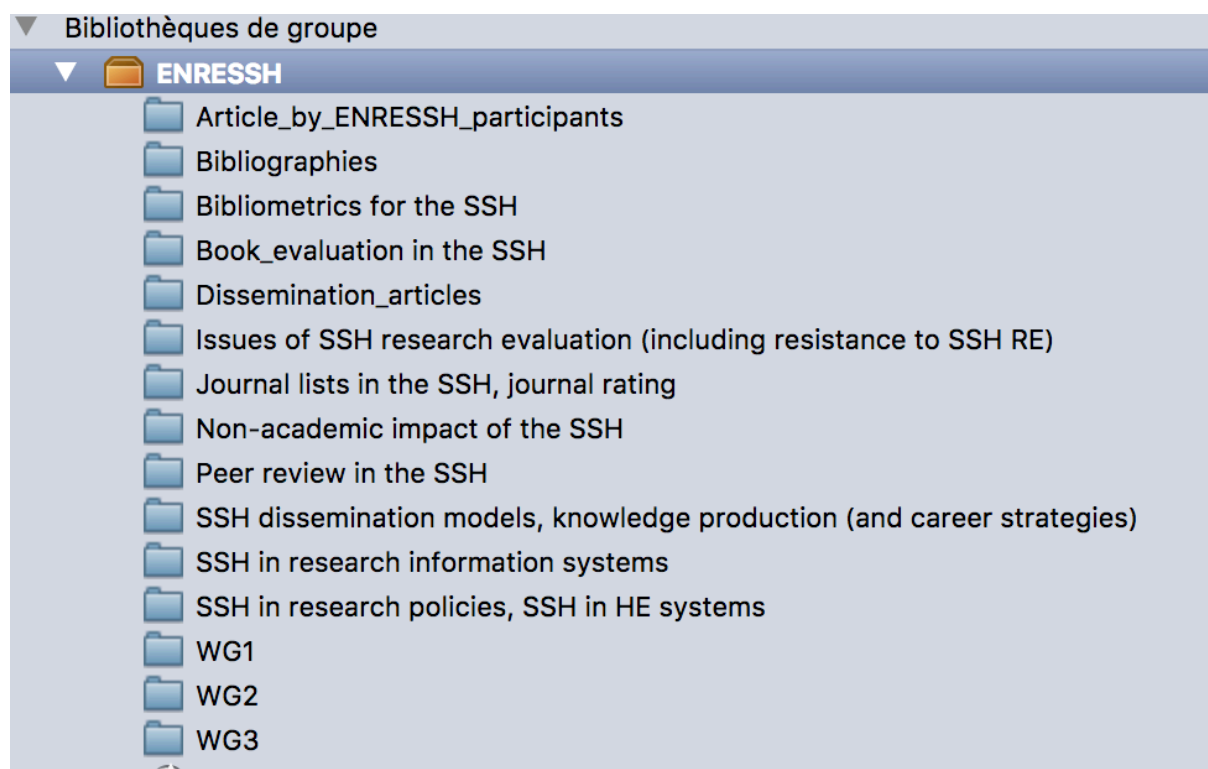 Bibliothèques de groupe
ENRESSH
Article_by_ENRESSH_participants
Bibliographies
Bibliometrics for the SSH
Book_evaluation in the SSH
Dissemination_articles
Issues of SSH research evaluation (including resistance to SSH RE)
Journal lists in the SSH, journal rating
Non-academic impact of the SSH
Peer review in the SSH
SSH dissemination models, knowledge production (and career strategies)
SSH in research information systems
SSH in research policies, SSH in HE systems
WG1
WG2
WG3